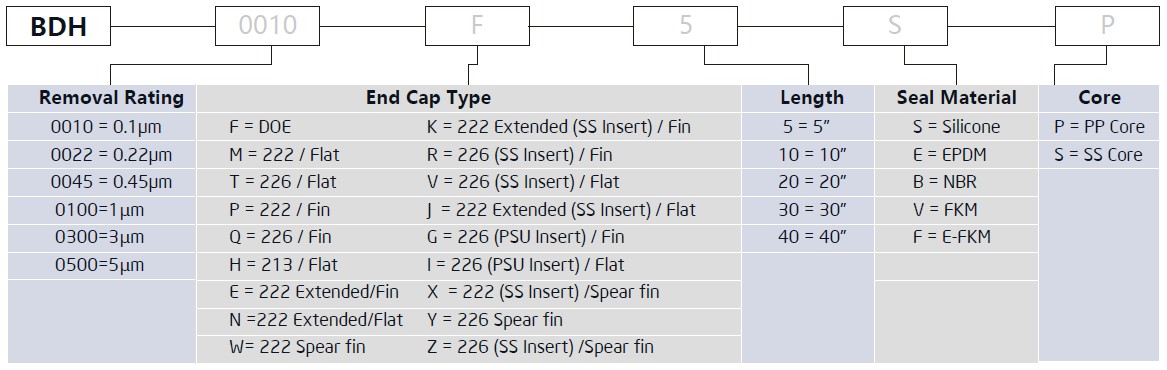 BDH 0010 F 5 S P
Removal Rating End Cap Type Length Seal Material Core
0010 = 0.1µm F = DOE K = 222 Extended (SS Insert) / Fin 5 = 5” S = Silicone P = PP Core
0022 = 0.22µm M = 222 / Flat R = 226 (SS Insert) / Fin 10 = 10” E = EPDM S = SS Core
0045 = 0.45µm T = 226 / Flat V = 226 (SS Insert) / Flat 20 = 20” B = NBR
0100=1µm P = 222 / Fin J = 222 Extended (SS Insert) / Flat 30 = 30” V = FKM
0300=3µm Q = 226 / Fin G = 226 (PSU Insert) / Fin 40 = 40” F = E-FKM
0500=5µm H = 213 / Flat I = 226 (PSU Insert) / Flat
E = 222 Extended/Fin X = 222 (SS Insert) /Spear fin
N =222 Extended/Flat Y = 226 Spear fin
W= 222 Spear fin Z = 226 (SS Insert) /Spear fin